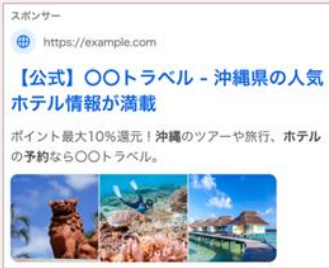 スポンサー
https://example.com
【公式】〇〇トラベル - 沖縄県の人気
ホテル情報が満載
ポイント最大10%還元！沖縄のツアーや旅行、ホテル
の予約なら〇〇トラベル。